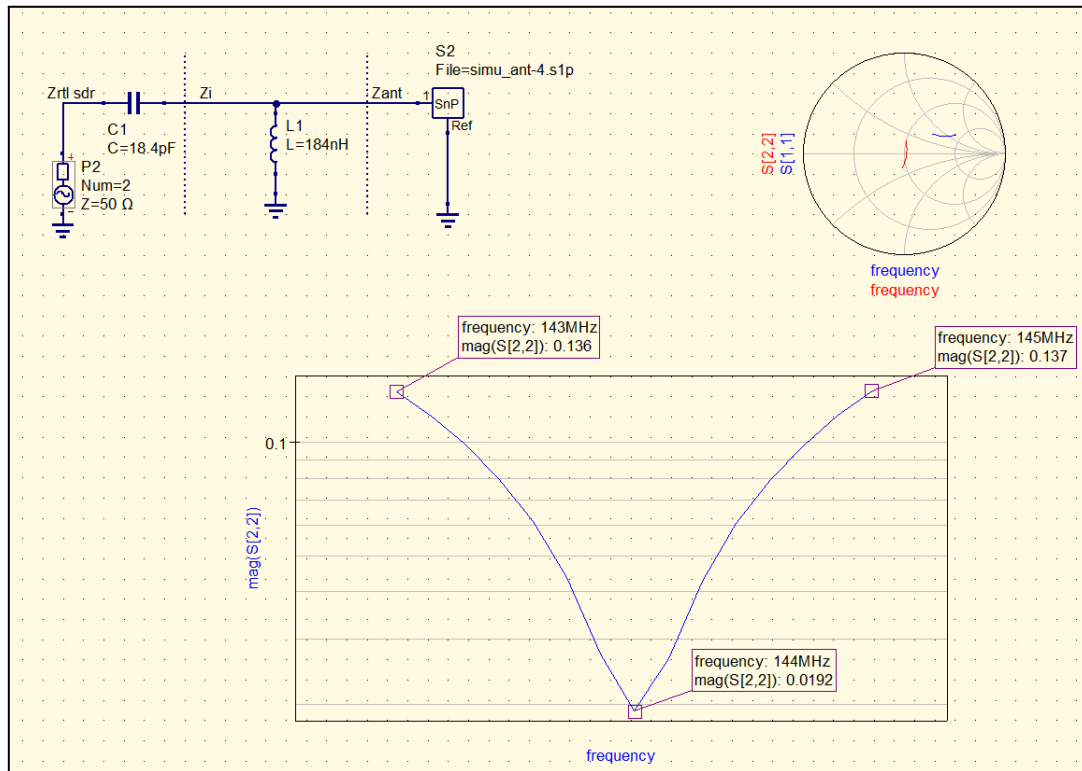 S2
File=simu_ant-4.s1p
Zrtl sdr
Zi
Zant
1
SnP
Ref
C1
C=18.4pF
L1
L=184nH
P2
Num=2
Z=50 Ω
+
-
S[2,2]
S[1,1]
frequency
frequency
frequency: 143MHz
mag(S[2,2]): 0.136
frequency: 145MHz
mag(S[2,2]): 0.137
0.1
mag(S[2,2])
frequency: 144MHz
mag(S[2,2]): 0.0192
frequency